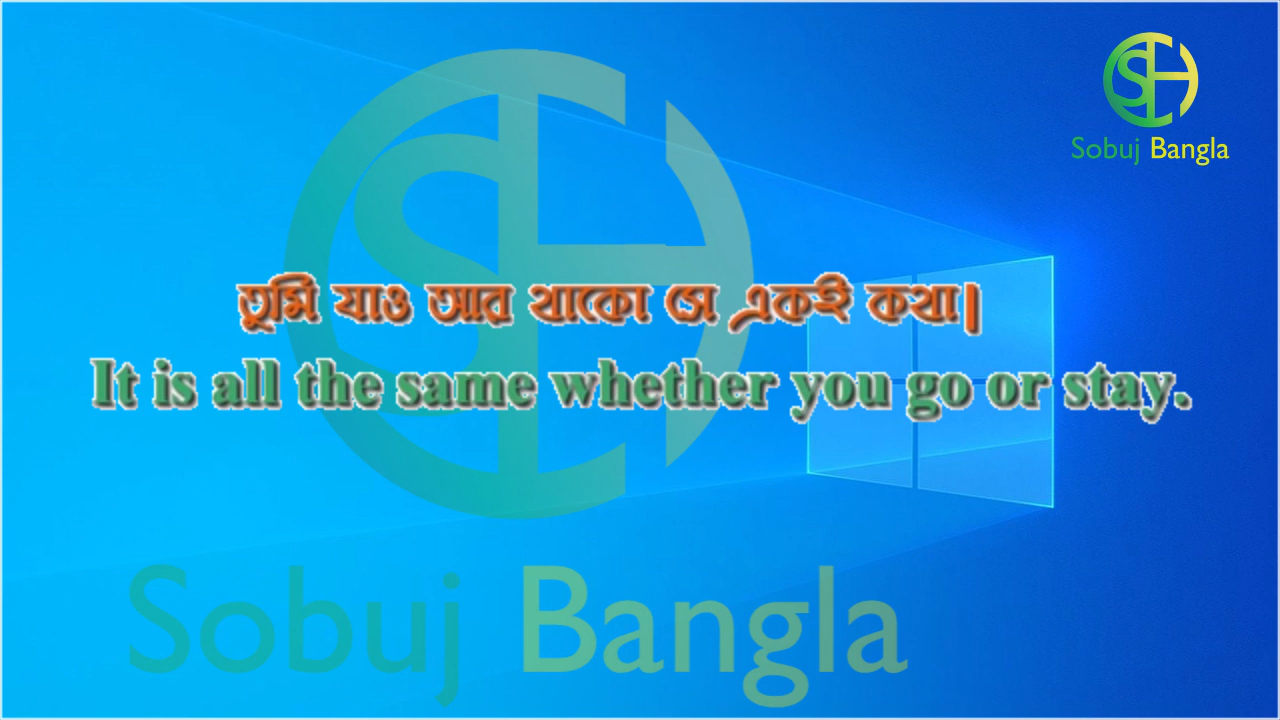 Sobuj Bangla
তুমি যাও আর থাকো সে একই কথা।
It is all the same whether you go or stay.
Sobuj Bangla